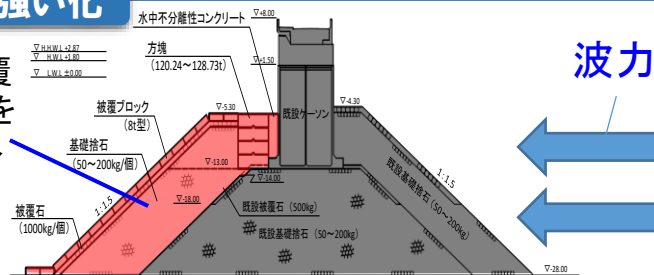 強い化
水中不分離性コンクリート
▽+8.00
▽H.H.W.L +2.87
▽H.W.L +1.80
▽L.W.L ±0.00
方塊
(120.24~128.73t)
▽+1.50
波力
覆
を
被覆ブロック
(8t型)
▽-5.30
▽-4.30
既設ケーソン
基礎捨石
(50~200kg/個)
▽-13.00
▽-14.00
1:1.5
既設基礎捨石(50~200kg)
被覆石
(1000kg/個)
1:1.5
▽-18.00
既設被覆石(500kg)
既設基礎捨石(50~200kg)
▽-28.00